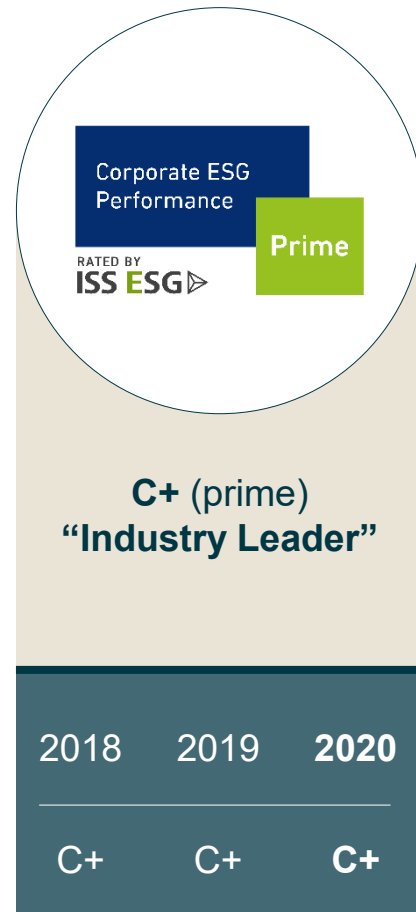 Corporate ESG
Performance
Prime
RATED BY
ISS ESG
C+ (prime)
“Industry Leader”
2018 2019 2020
C+ C+ C+